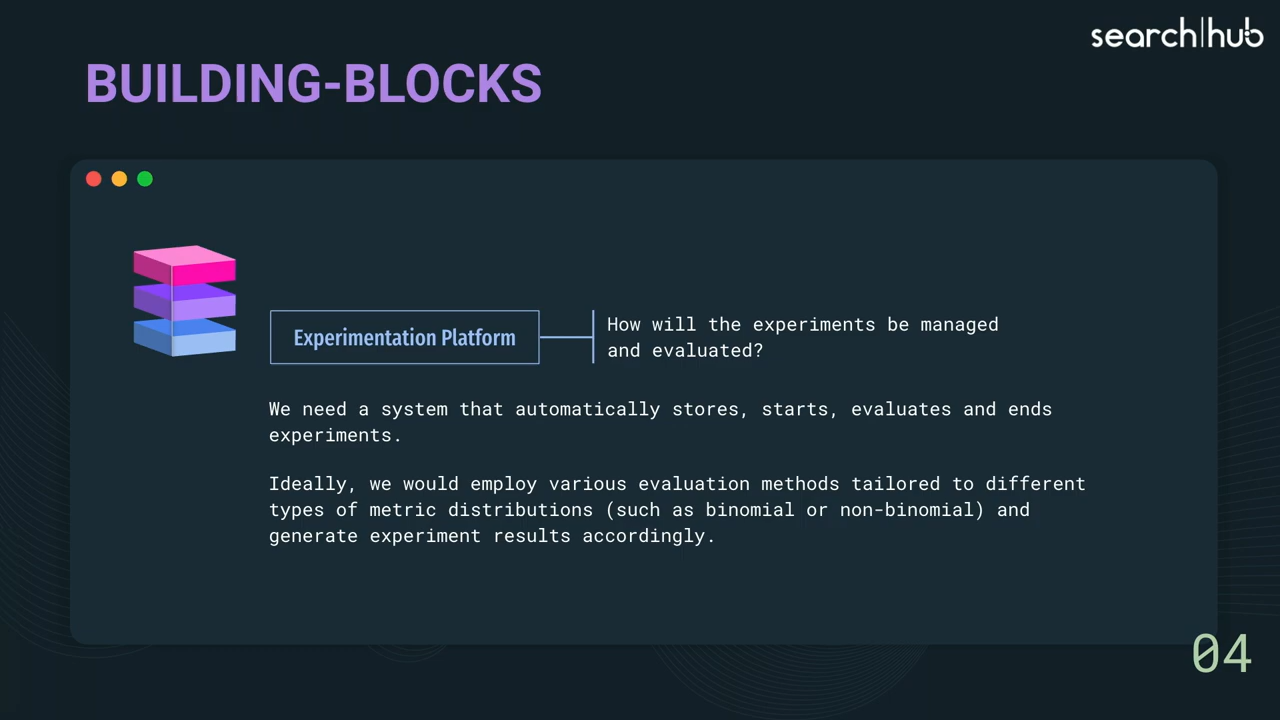 search|hub
BUILDING-BLOCKS
Experimentation Platform
How will the experiments be managed
and evaluated?
We need a system that automatically stores, starts, evaluates and ends
experiments.
Ideally, we would employ various evaluation methods tailored to different
types of metric distributions (such as binomial or non-binomial) and
generate experiment results accordingly.
04